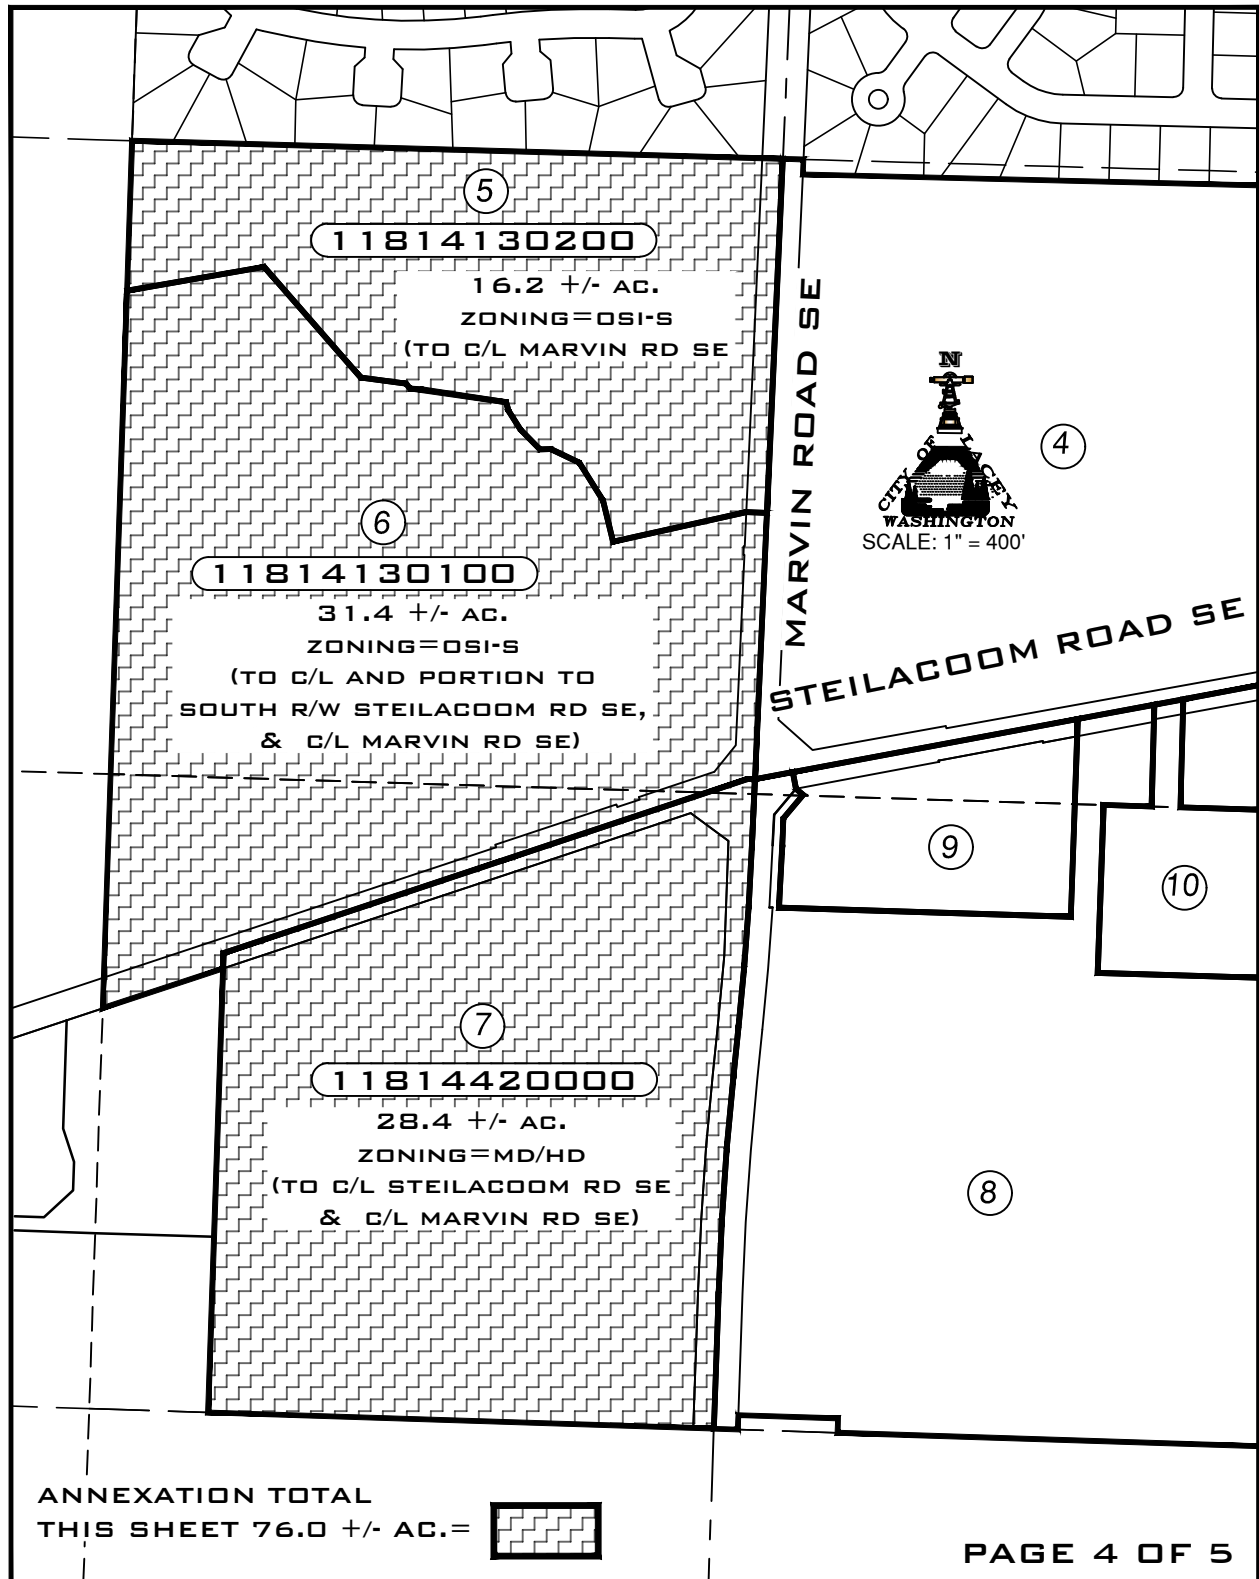 5
11814130200
16.2 +/- AC.
ZONING=OSI-S
(TO C/L MARVIN RD SE
MARVIN ROAD SE
N
CITY OF LACEY
WASHINGTON
SCALE: 1" = 400'
4
6
11814130100
31.4 +/- AC.
ZONING=OSI-S
(TO C/L AND PORTION TO
SOUTH R/W STEILACOOM RD SE,
& C/L MARVIN RD SE)
STEILACOOM ROAD SE
9
10
7
11814420000
28.4 +/- AC.
ZONING=MD/HD
(TO C/L STEILACOOM RD SE
& C/L MARVIN RD SE)
8
ANNEXATION TOTAL
THIS SHEET 76.0 +/- AC.=
PAGE 4 OF 5